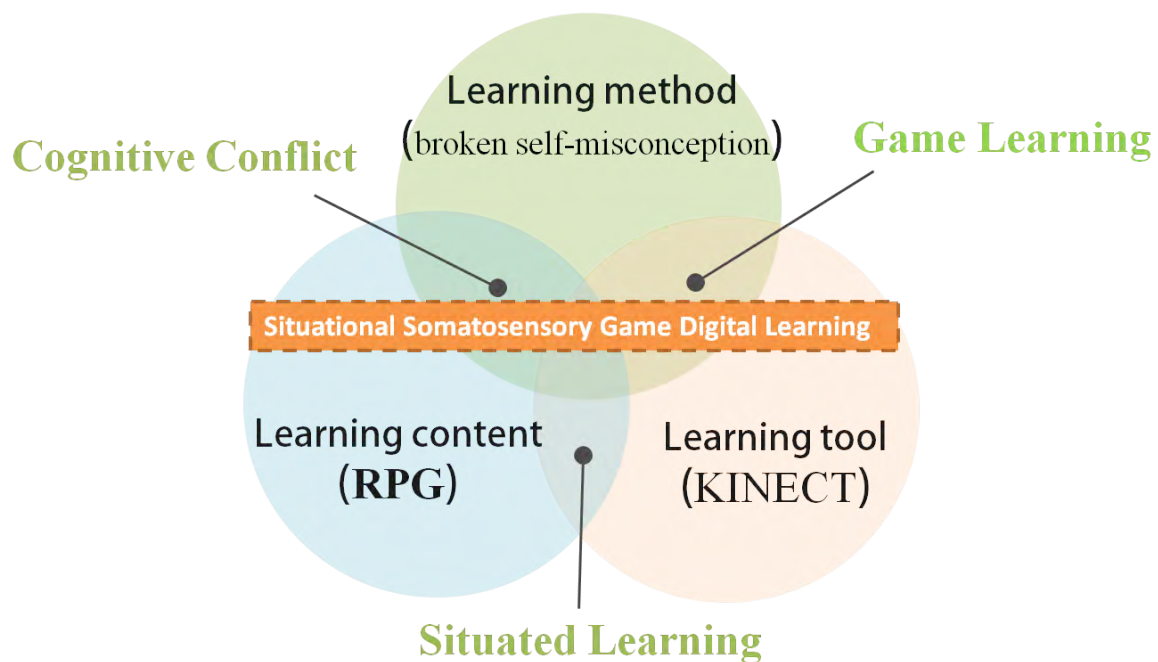 Learning method
(broken self-misconception)
Cognitive Conflict
Game Learning
Situational Somatosensory Game Digital Learning
Learning content
(RPG)
Learning tool
(KINECT)
Situated Learning